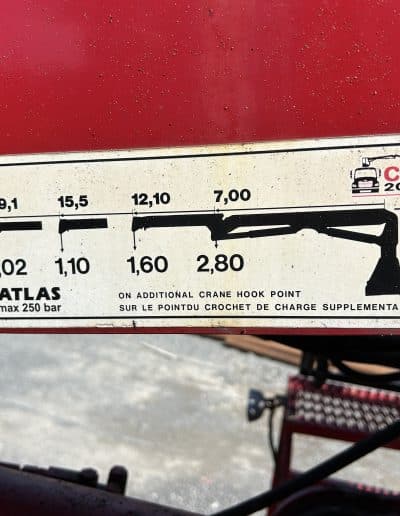 9,1 15,5 12,10 7,00
,02 1,10 1,60 2,80
ATLAS
max 250 bar
ON ADDITIONAL CRANE HOOK POINT
SUR LE POINTDU CROCHET DE CHARGE SUPPLEMENTA
C
20